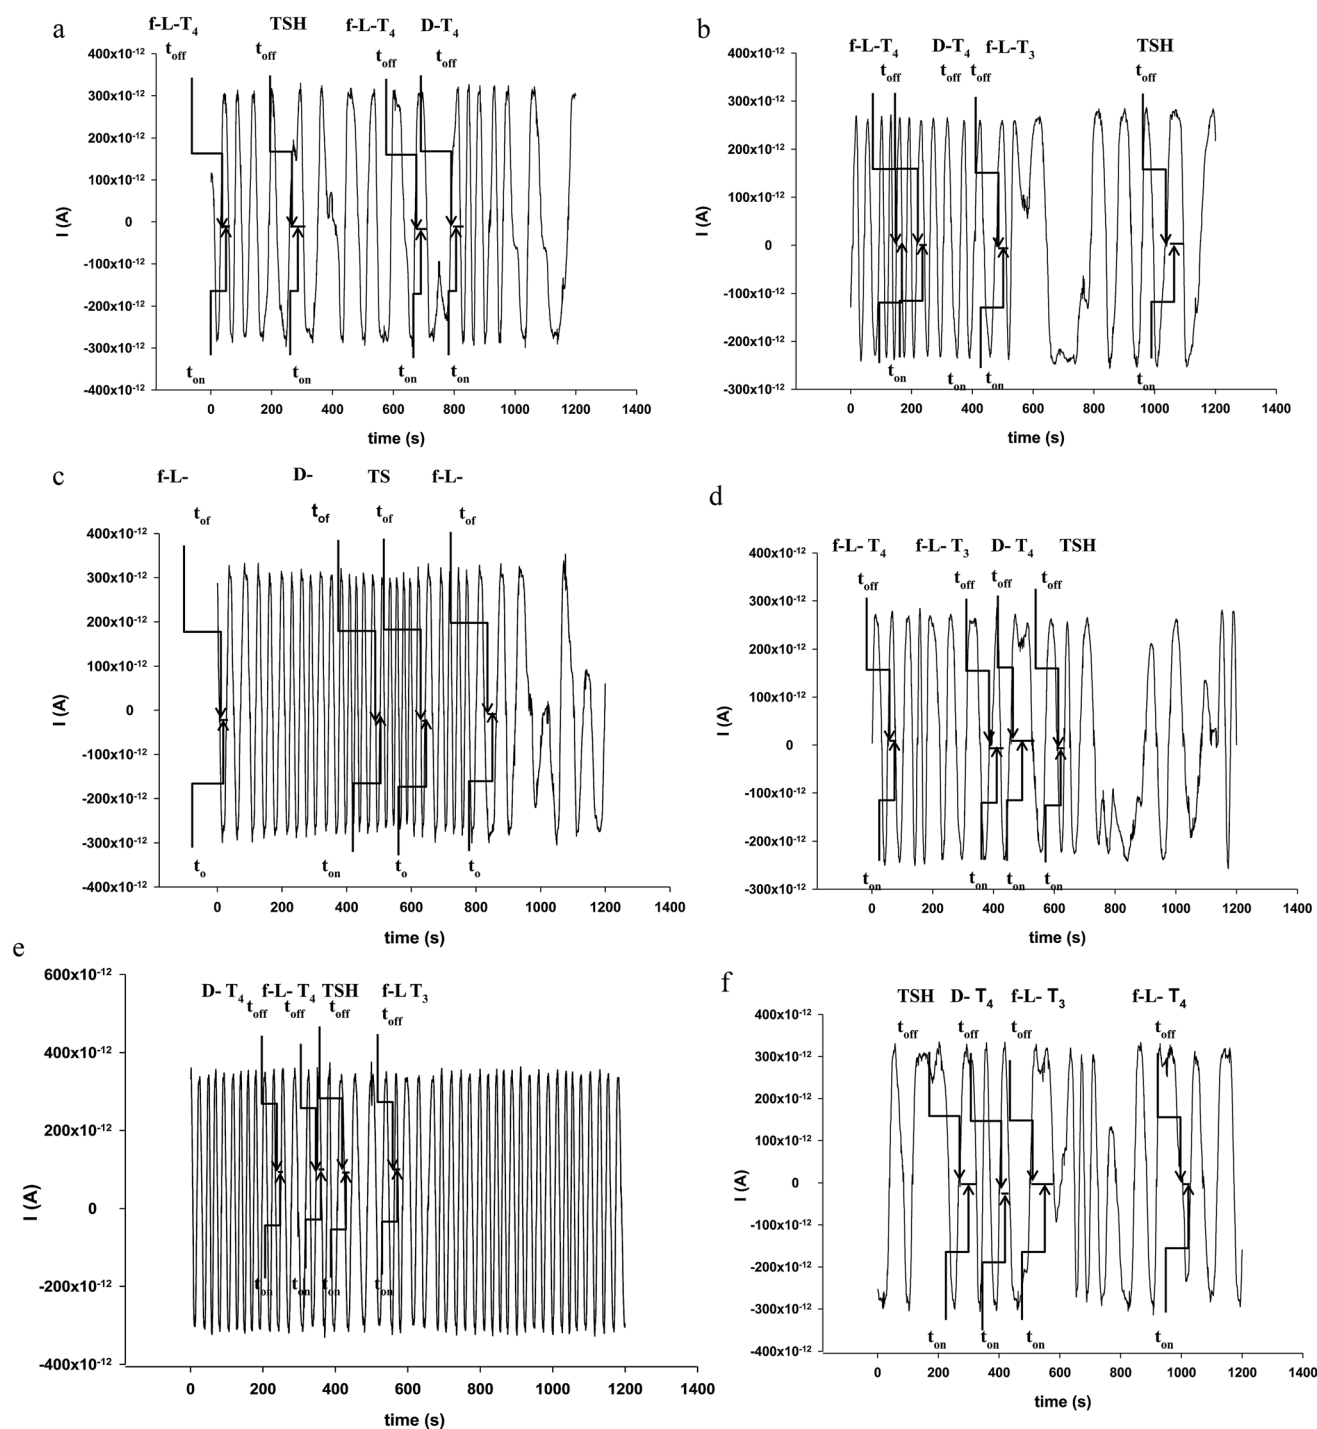 a
f-L-T4 TSH f-L-T4 D-T4
toff toff toff toff
400x10-12
300x10-12
200x10-12
100x10-12
0
-100x10-12
-200x10-12
-300x10-12
-400x10-12
I (A)
ton ton ton ton
0 200 400 600 800 1000 1200 1400
time (s)
b
f-L-T4 D-T4 f-L-T3 TSH
toff toff toff toff
400x10-12
300x10-12
200x10-12
100x10-12
0
-100x10-12
-200x10-12
-300x10-12
I (A)
ton ton ton ton
0 200 400 600 800 1000 1200 1400
time (s)
c
f-L- D- TS f-L-
tof tof tof tof
400x10-12
300x10-12
200x10-12
100x10-12
0
-100x10-12
-200x10-12
-300x10-12
-400x10-12
I (A)
to ton to to
0 200 400 600 800 1000 1200 1400
time (s)
d
f-L- T4 f-L- T3 D- T4 TSH
toff toff toff toff
400x10-12
300x10-12
200x10-12
100x10-12
0
-100x10-12
-200x10-12
-300x10-12
I (A)
ton ton ton ton
0 200 400 600 800 1000 1200 1400
time (s)
e
D- T4 f-L- T4 TSH f-L T3
toff toff toff toff
600x10-12
400x10-12
200x10-12
0
-200x10-12
-400x10-12
I (A)
ton ton ton ton
0 200 400 600 800 1000 1200 1400
time (s)
f
TSH D- T4 f-L- T3 f-L- T4
toff toff toff toff
400x10-12
300x10-12
200x10-12
100x10-12
0
-100x10-12
-200x10-12
-300x10-12
-400x10-12
I (A)
ton ton ton ton
0 200 400 600 800 1000 1200 1400
time (s)